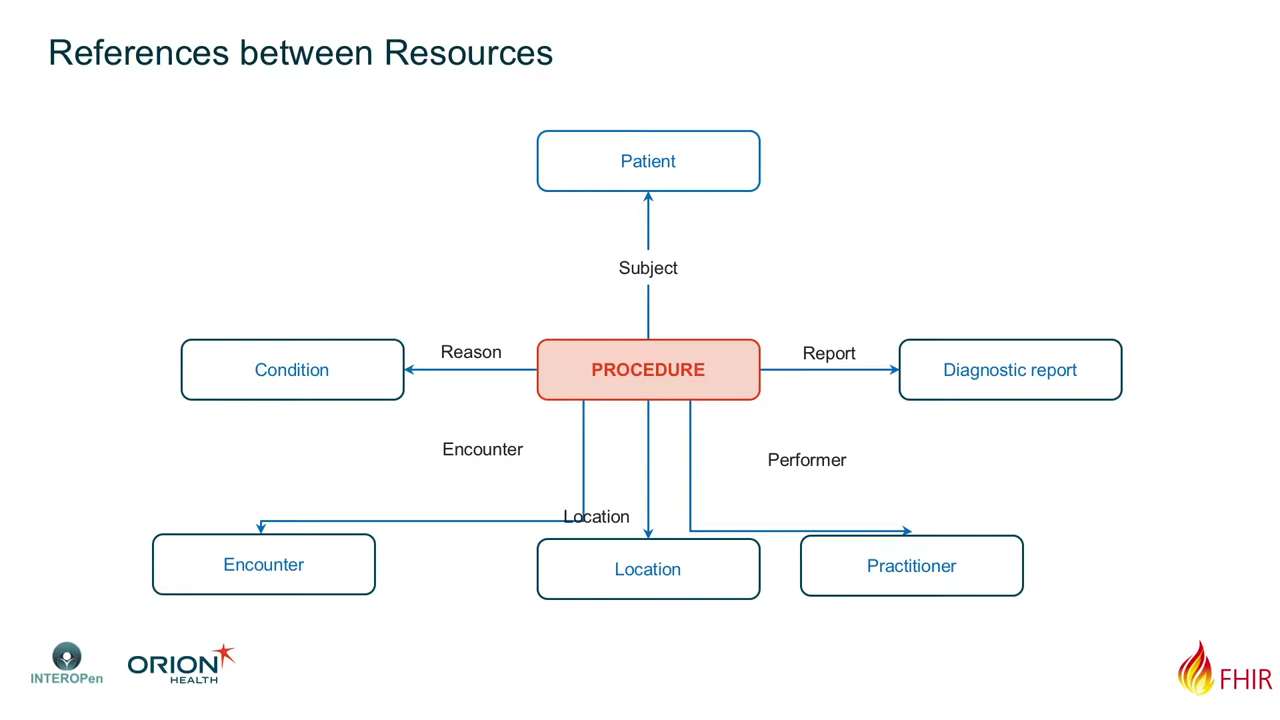 References between Resources
Patient
Subject
Condition
Reason
PROCEDURE
Report
Diagnostic report
Encounter
Performer
Location
Encounter
Location
Practitioner
INTEROPen
ORION
HEALTH
FHIR